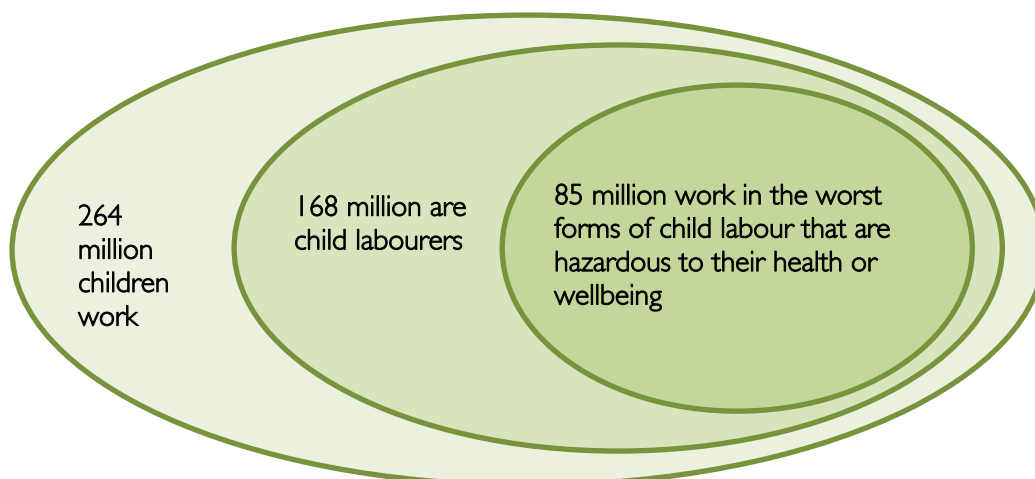 264
million
children
work
168 million are
child labourers
85 million work in the worst
forms of child labour that are
hazardous to their health or
wellbeing